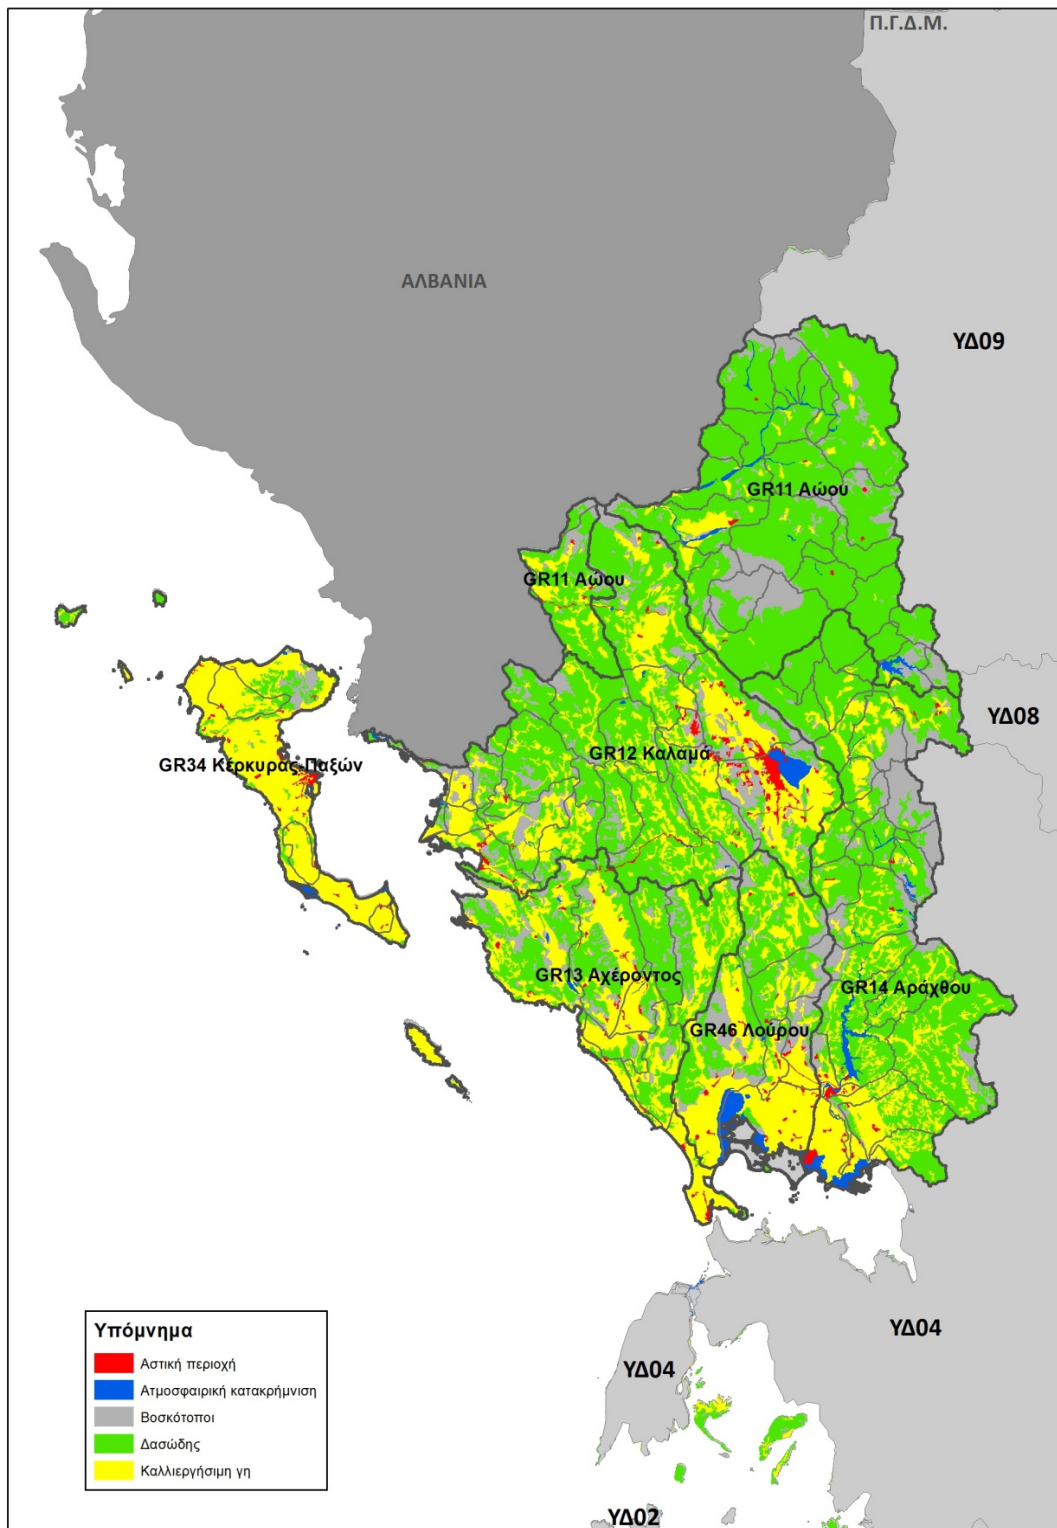 Π.Γ.Δ.Μ.
ΑΛΒΑΝΙΑ
ΥΔ09
GR11 Αώου
GR11 Αώου
ΥΔ08
GR12 Καλαμά
GR34 Κέρκυρας-Παξών
GR13 Αχέροντος
GR14 Αράχθου
GR46 Λούρου
ΥΔ04
ΥΔ04
ΥΔ02
Υπόμνημα
Αστική περιοχή
Ατμοσφαιρική κατακρήμνιση
Βοσκότοποι
Δασώδης
Καλλιεργήσιμη γη